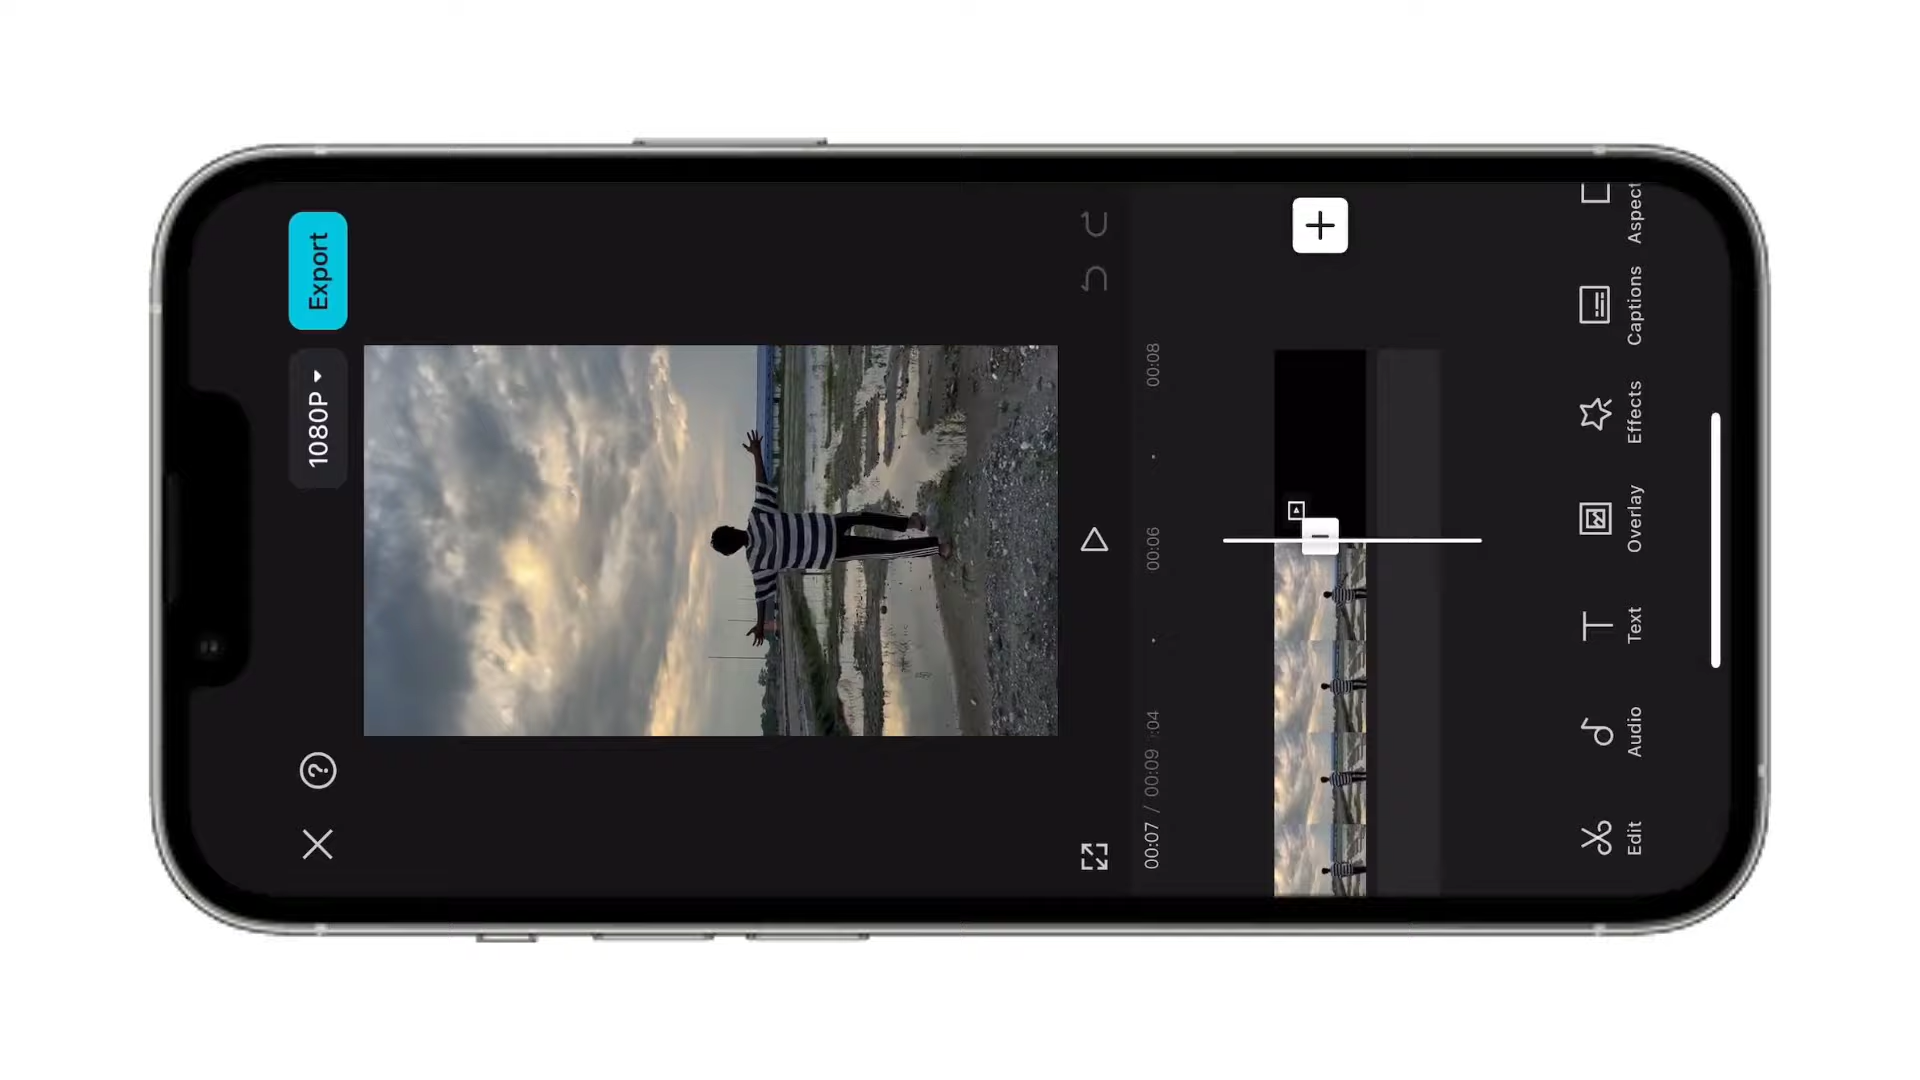 1080P
Export
00:07 / 00:09
:04
00:06
00:08
Edit
Audio
Text
Overlay
Effects
Captions
Aspect